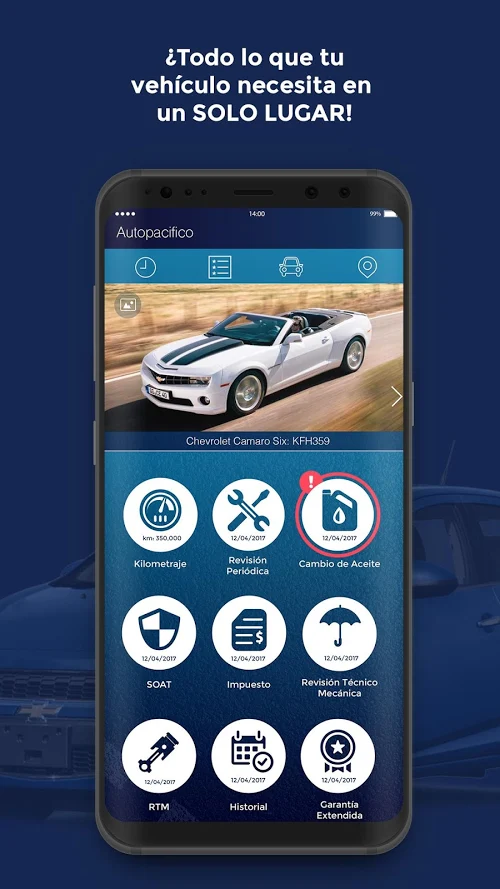 ¿Todo lo que tu
vehículo necesita en
un SOLO LUGAR!
14:00
99%
Autopacifico
Chevrolet Camaro Six: KFH359
km: 350,000
Kilometraje
12/04/2017
Revisión
Periódica
!
12/04/2017
Cambio de Aceite
12/04/2017
SOAT
$
12/04/2017
Impuesto
12/04/2017
Revisión Técnico
Mecánica
12/04/2017
RTM
12/04/2017
Historial
12/04/2017
Garantía
Extendida